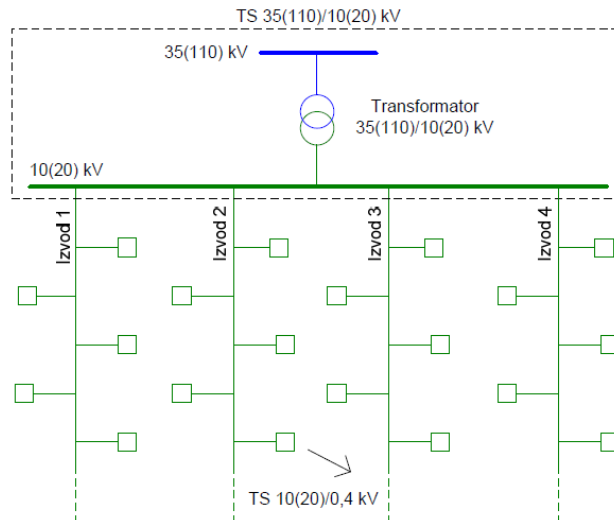 TS 35(110)/10(20) kV
35(110) kV
Transformator
35(110)/10(20) kV
10(20) kV
Izvod 1
Izvod 2
Izvod 3
Izvod 4
TS 10(20)/0,4 kV